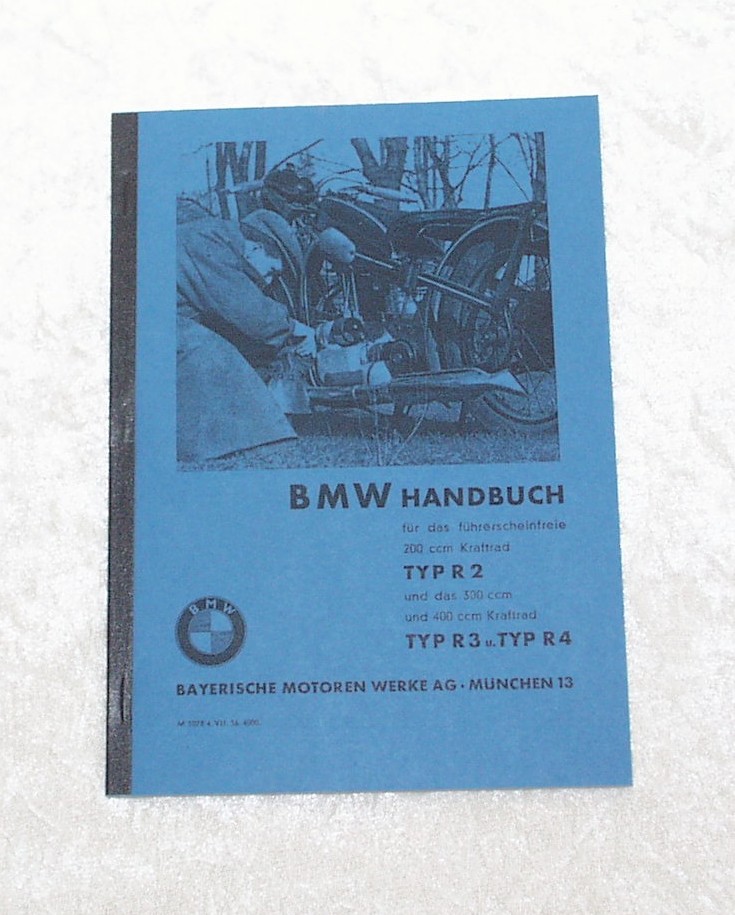 BMW HANDBUCH
für das führerscheinfreie
200 ccm Kraftrad
TYP R 2
und das 300 ccm
und 400 ccm Kraftrad
TYP R 3 u. TYP R 4
BMW
BAYERISCHE MOTOREN WERKE AG · MÜNCHEN 13